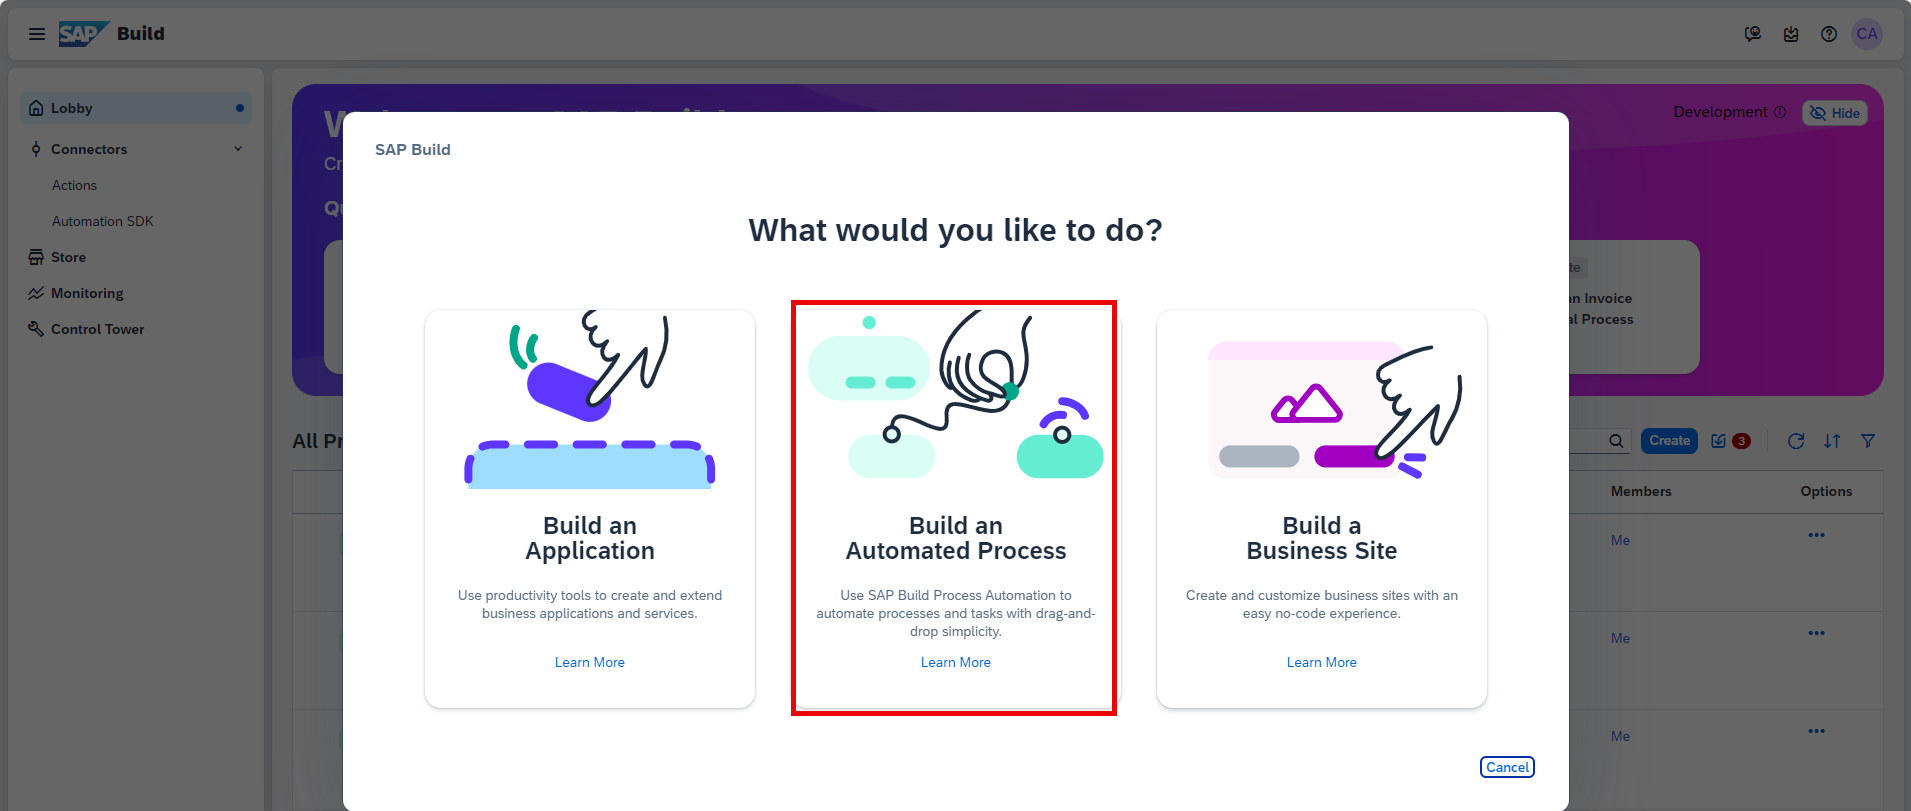 SAP Build
CA
Lobby
Connectors
Actions
Automation SDK
Store
Monitoring
Control Tower
Development
Hide
SAP Build
What would you like to do?
Build an
Application
Use productivity tools to create and extend
business applications and services.
Learn More
Build an
Automated Process
Use SAP Build Process Automation to
automate processes and tasks with drag-and-
drop simplicity.
Learn More
Build a
Business Site
Create and customize business sites with an
easy no-code experience.
Learn More
Cancel
Invoice
Process
All
Create
3
Members
Options
Me
Me
Me